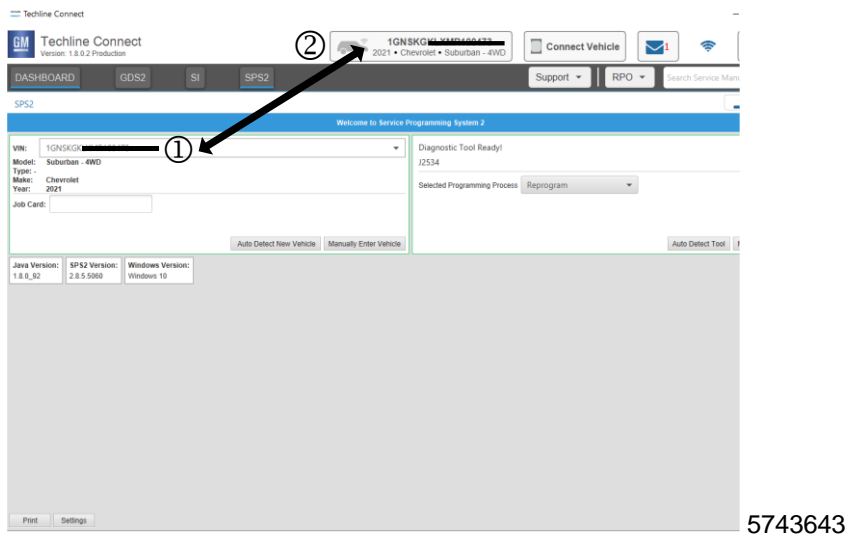 Techline Connect
GM
Techline Connect
Version: 1.8.0.2 Production
②
2021 • Chevrolet • Suburban - 4WD
Connect Vehicle
1
DASHBOARD GDS2 SI SPS2
Support RPO Search Service Manu
SPS2
Welcome to Service Programming System 2
VIN: 1GNSKGK
①
Model: Suburban - 4WD
Type: -
Make: Chevrolet
Year: 2021
Job Card:
Auto Detect New Vehicle Manually Enter Vehicle
Diagnostic Tool Ready!
J2534
Selected Programming Process Reprogram
Auto Detect Tool
Java Version: SPS2 Version: Windows Version:
1.8.0_92 2.8.5.5060 Windows 10
Print Settings
5743643